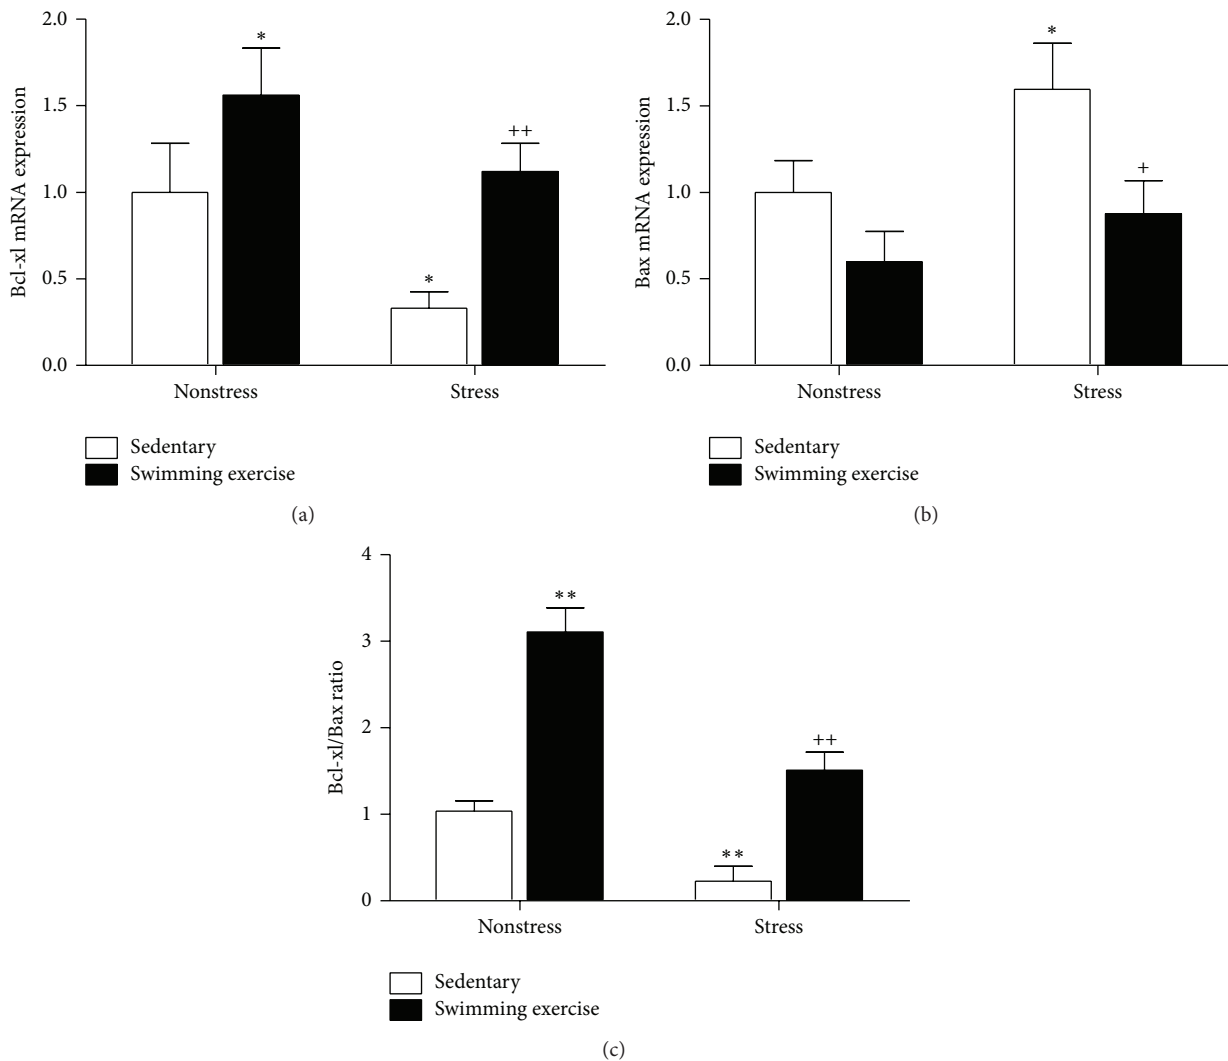 2.0
*
1.5
++
1.0
0.5
*
0.0
Bcl-xl mRNA expression
Nonstress
Stress
Sedentary
Swimming exercise
(a)
2.0
*
1.5
+
1.0
0.5
0.0
Bax mRNA expression
Nonstress
Stress
Sedentary
Swimming exercise
(b)
4
**
3
2
++
1
**
0
Bcl-xl/Bax ratio
Nonstress
Stress
Sedentary
Swimming exercise
(c)